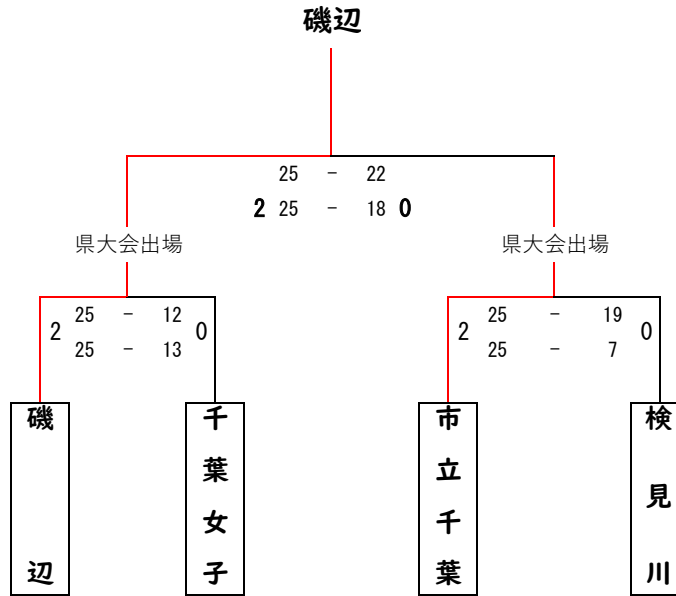 磯辺
25 - 22
2 25 - 18 0
県大会出場 県大会出場
25 - 12 25 - 19
2 0 2 0
25 - 13 25 - 7
磯辺 千葉女子 市立千葉 検見川